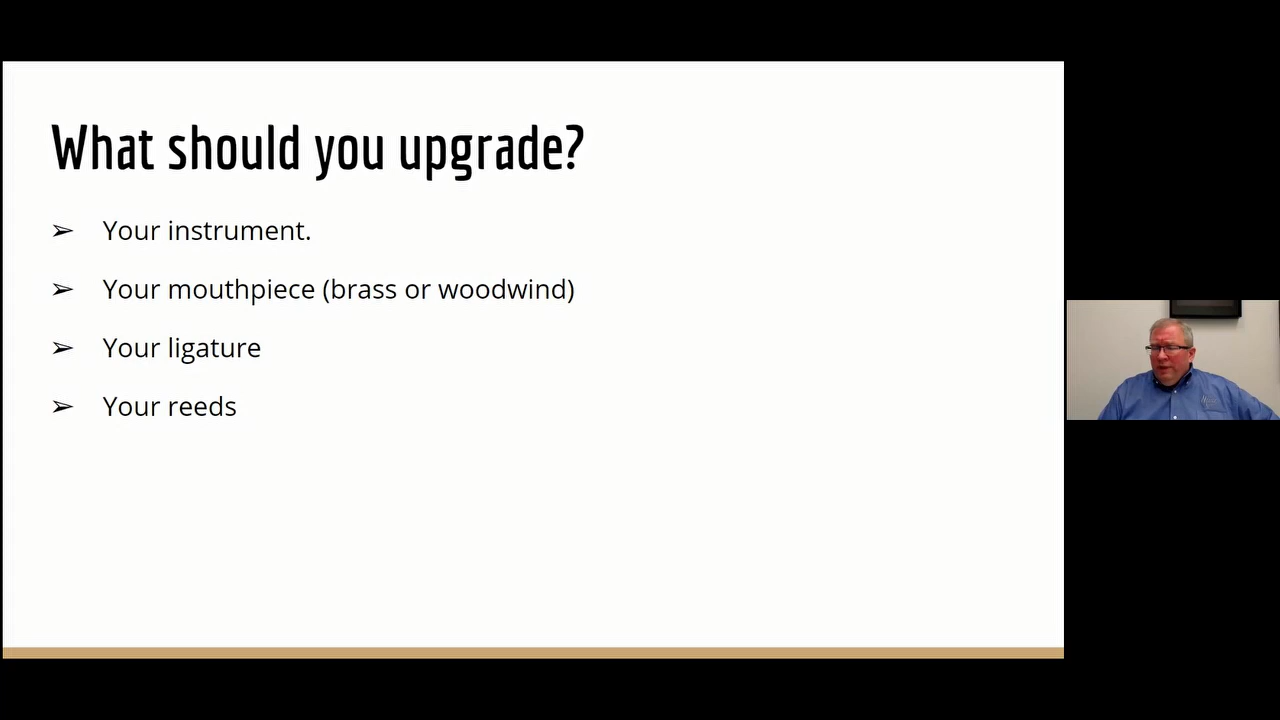 What should you upgrade?
➢ Your instrument.
➢ Your mouthpiece (brass or woodwind)
➢ Your ligature
➢ Your reeds